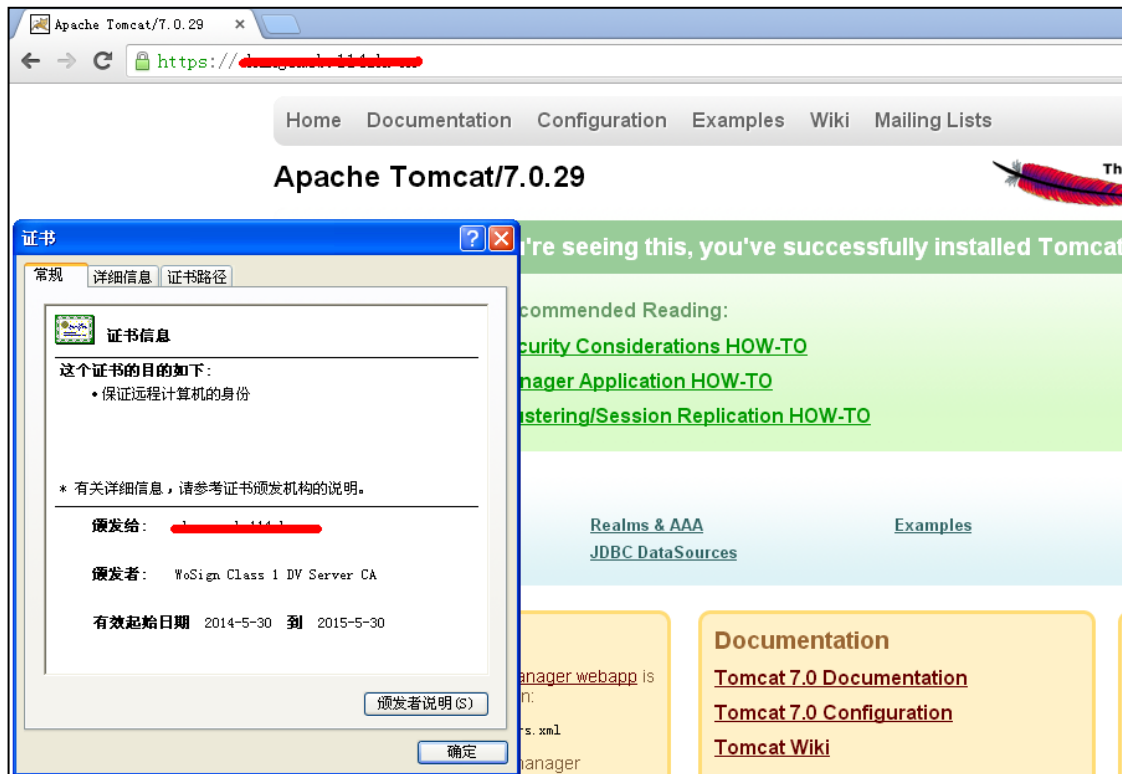 Apache Tomcat/7.0.29
https://
Home Documentation Configuration Examples Wiki Mailing Lists
Apache Tomcat/7.0.29
Th
're seeing this, you've successfully installed Tomcat
commended Reading:
curity Considerations HOW-TO
nager Application HOW-TO
stering/Session Replication HOW-TO
Realms & AAA
Examples
JDBC DataSources
anager webapp is
n:
rs.xml
anager
Documentation
Tomcat 7.0 Documentation
Tomcat 7.0 Configuration
Tomcat Wiki
证书
常规 详细信息 证书路径
证书信息
这个证书的目的如下:
•保证远程计算机的身份
* 有关详细信息，请参考证书颁发机构的说明。
颁发给:
颁发者: WoSign Class 1 DV Server CA
有效起始日期 2014-5-30 到 2015-5-30
颁发者说明(S)
确定